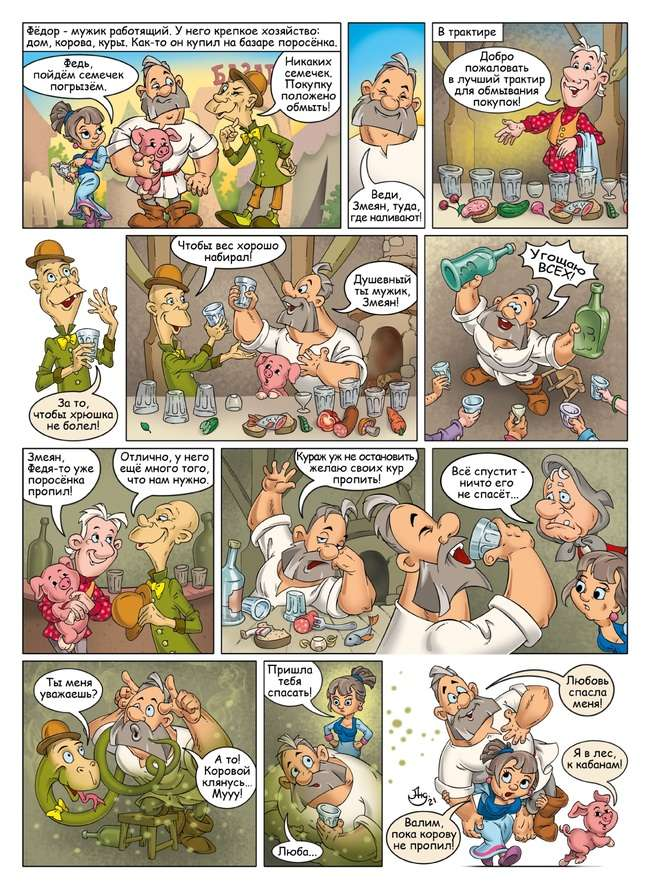 Фёдор - мужик работящий. У него крепкое хозяйство:
дом, корова, куры. Как-то он купил на базаре поросёнка.
Федь,
пойдём семечек
погрызём.
БАЗАР
Никаких
семечек.
Покупку
положено
обмыть!
Веди,
Змеян, туда,
где наливают!
В трактире
Добро
пожаловать
в лучший трактир
для обмывания
покупок!
За то,
чтобы хрюшка
не болел!
Чтобы вес хорошо
набирал!
Душевный
ты мужик,
Змеян!
Угощаю
ВСЕХ!
Змеян,
Федя-то уже
поросёнка
пропил!
Отлично, у него
ещё много того,
что нам нужно.
Кураж уж не остановить,
желаю своих кур
пропить!
Всё спустит -
ничто его
не спасёт...
Ты меня
уважаешь?
А то!
Коровой
клянусь...
Мууу!
Пришла
тебя
спасать!
Люба...
Любовь
спасла
меня!
Я в лес,
к кабанам!
Валим,
пока корову
не пропил!
21